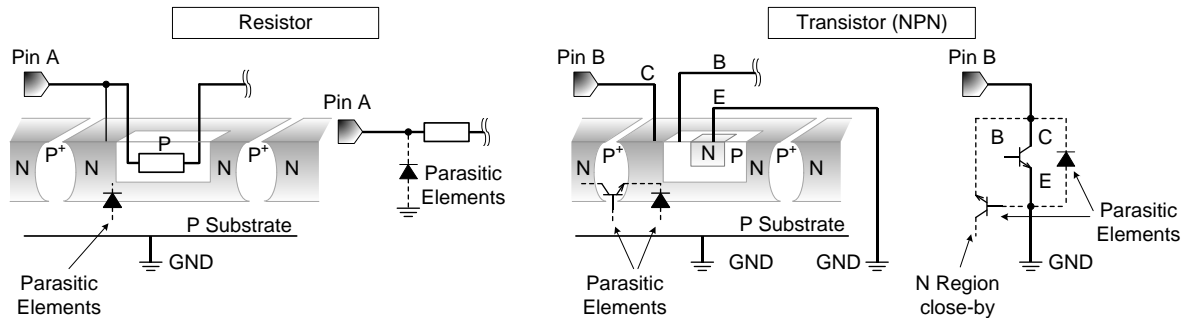 Resistor
Transistor (NPN)
Pin A
Pin B
Pin B
C
B
E
Pin A
N
P+
N
P
P+
N
N
Parasitic
Elements
P Substrate
GND
Parasitic
Elements
N
P+
N
N
P
P+
N
N
P Substrate
GND
GND
Parasitic
Elements
B
C
E
Parasitic
Elements
GND
N Region
close-by